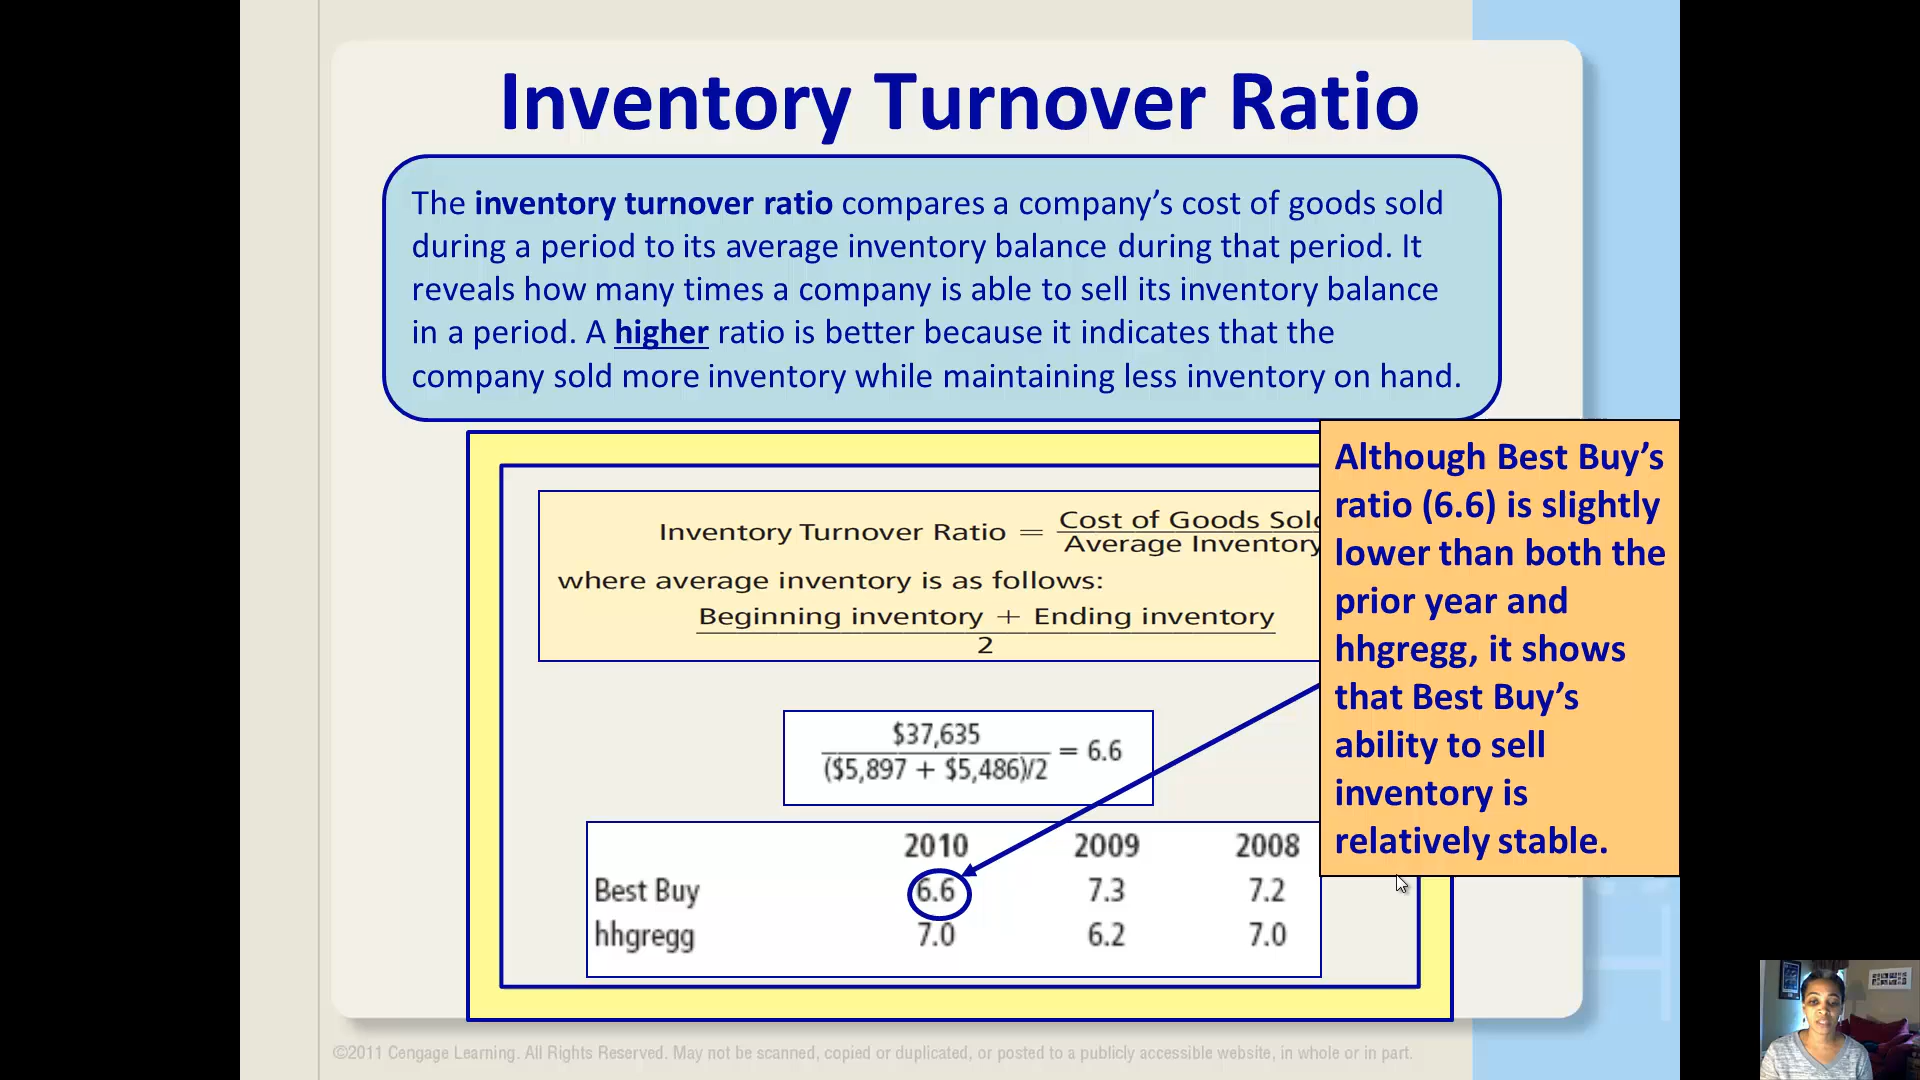 Inventory Turnover Ratio
The inventory turnover ratio compares a company’s cost of goods sold
during a period to its average inventory balance during that period. It
reveals how many times a company is able to sell its inventory balance
in a period. A higher ratio is better because it indicates that the
company sold more inventory while maintaining less inventory on hand.
Inventory Turnover Ratio = Cost of Goods Sold
Average Inventory
where average inventory is as follows:
Beginning inventory + Ending inventory
2
$37,635
($5,897 + $5,486)/2
= 6.6
2010 2009 2008
Best Buy 6.6 7.3 7.2
hhgregg 7.0 6.2 7.0
Although Best Buy’s
ratio (6.6) is slightly
lower than both the
prior year and
hhgregg, it shows
that Best Buy’s
ability to sell
inventory is
relatively stable.
©2011 Cengage Learning. All Rights Reserved. May not be scanned, copied or duplicated, or posted to a publicly accessible website, in whole or in part.